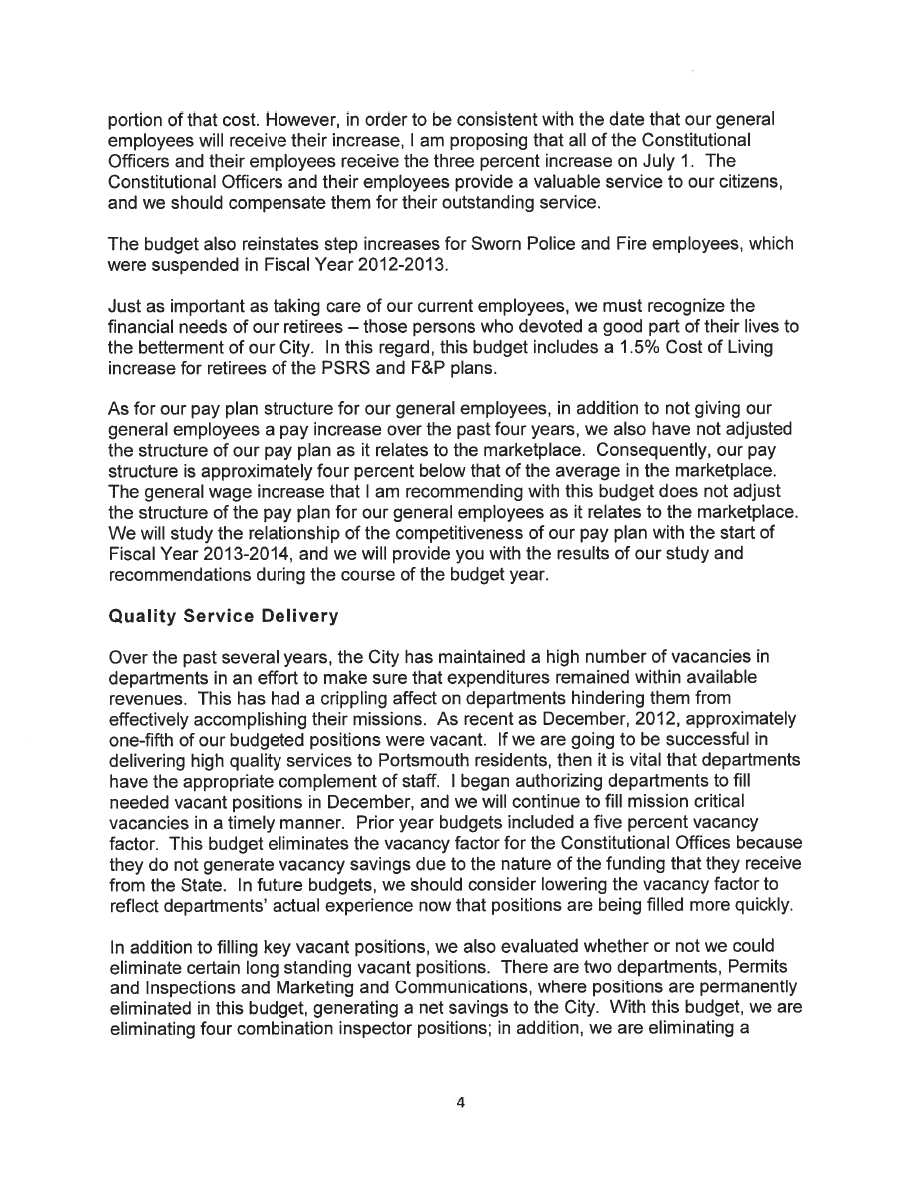 portion of that cost. However, in order to be consistent with the date that our general
employees will receive their increase, I am proposing that all of the Constitutional
Officers and their employees receive the three percent increase on July 1.  The
Constitutional Officers and their employees provide a valuable service to our citizens,
and we should compensate them for their outstanding service.

The budget also reinstates step increases for Sworn Police and Fire employees, which
were suspended in Fiscal Year 2012-2013.

Just as important as taking care of our current employees, we must recognize the
financial needs of our retirees – those persons who devoted a good part of their lives to
the betterment of our City.  In this regard, this budget includes a 1.5% Cost of Living
increase for retirees of the PSRS and F&P plans.

As for our pay plan structure for our general employees, in addition to not giving our
general employees a pay increase over the past four years, we also have not adjusted
the structure of our pay plan as it relates to the marketplace.  Consequently, our pay
structure is approximately four percent below that of the average in the marketplace.
The general wage increase that I am recommending with this budget does not adjust
the structure of the pay plan for our general employees as it relates to the marketplace.
We will study the relationship of the competitiveness of our pay plan with the start of
Fiscal Year 2013-2014, and we will provide you with the results of our study and
recommendations during the course of the budget year.

Quality Service Delivery

Over the past several years, the City has maintained a high number of vacancies in
departments in an effort to make sure that expenditures remained within available
revenues.  This has had a crippling affect on departments hindering them from
effectively accomplishing their missions.  As recent as December, 2012, approximately
one-fifth of our budgeted positions were vacant.  If we are going to be successful in
delivering high quality services to Portsmouth residents, then it is vital that departments
have the appropriate complement of staff.  I began authorizing departments to fill
needed vacant positions in December, and we will continue to fill mission critical
vacancies in a timely manner.  Prior year budgets included a five percent vacancy
factor.  This budget eliminates the vacancy factor for the Constitutional Offices because
they do not generate vacancy savings due to the nature of the funding that they receive
from the State.  In future budgets, we should consider lowering the vacancy factor to
reflect departments' actual experience now that positions are being filled more quickly.

In addition to filling key vacant positions, we also evaluated whether or not we could
eliminate certain long standing vacant positions.  There are two departments, Permits
and Inspections and Marketing and Communications, where positions are permanently
eliminated in this budget, generating a net savings to the City.  With this budget, we are
eliminating four combination inspector positions; in addition, we are eliminating a

4